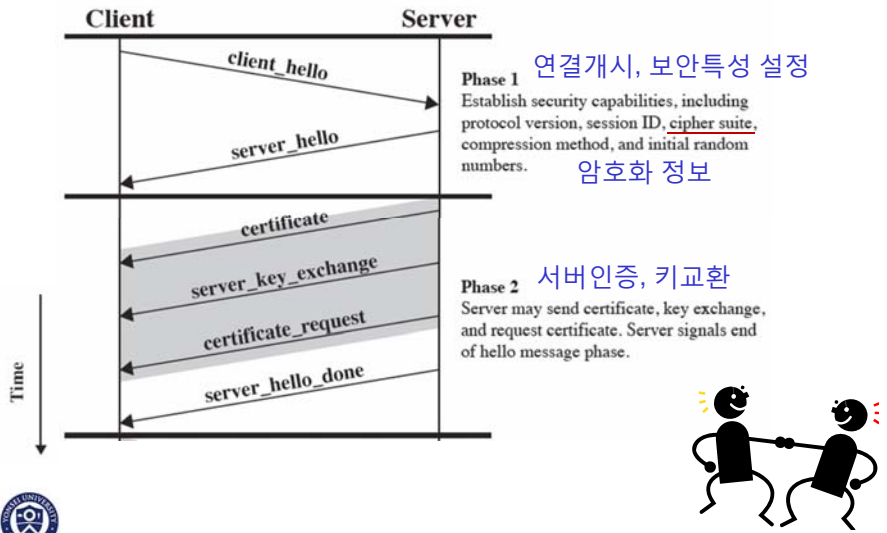 Client
Server
client_hello
server_hello
Phase 1 연결개시, 보안특성 설정
Establish security capabilities, including
protocol version, session ID, cipher suite,
compression method, and initial random
numbers.
암호화 정보
certificate
server_key_exchange
certificate_request
server_hello_done
Phase 2 서버인증, 키교환
Server may send certificate, key exchange,
and request certificate. Server signals end
of hello message phase.
Time
YONSEI UNIVERSITY